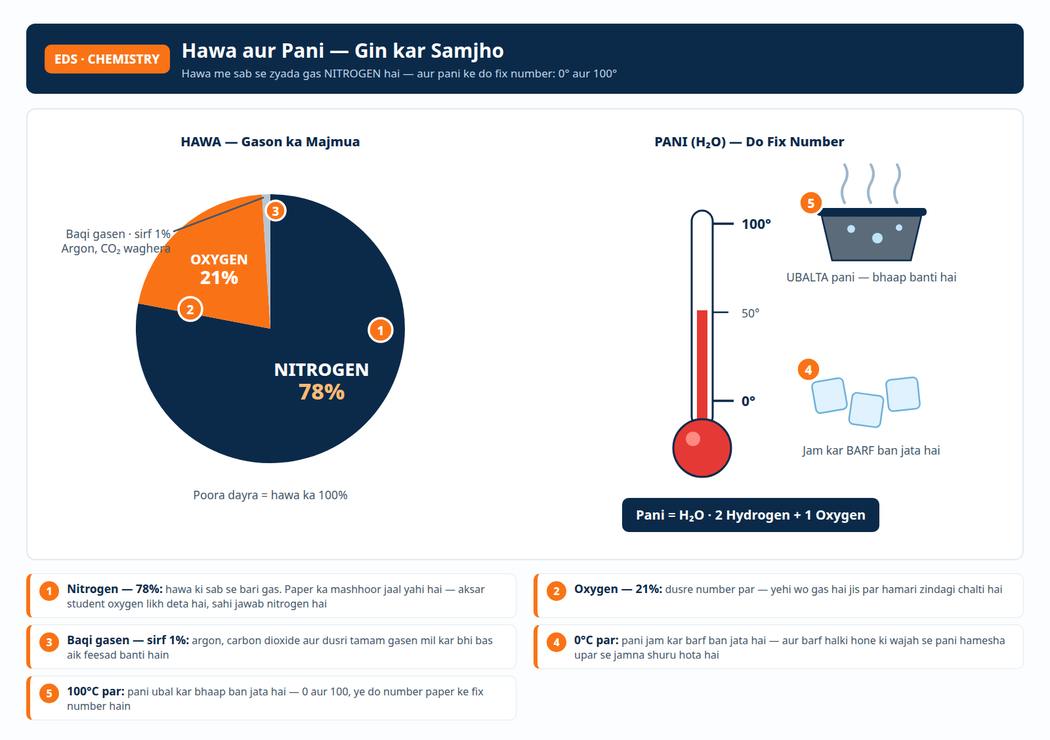 EDS · CHEMISTRY
Hawa aur Pani — Gin kar Samjho
Hawa me sab se zyada gas NITROGEN hai — aur pani ke do fix number: 0° aur 100°
HAWA — Gason ka Majmua
Baqi gasen · sirf 1%
Argon, CO₂ waghera
OXYGEN
21%
3
2
1
NITROGEN
78%
Poora dayra = hawa ka 100%
PANI (H₂O) — Do Fix Number
100°
50°
0°
5
UBALTA pani — bhaap banti hai
4
Jam kar BARF ban jata hai
Pani = H₂O · 2 Hydrogen + 1 Oxygen
1 Nitrogen — 78%: hawa ki sab se bari gas. Paper ka mashhoor jaal yahi hai — aksar
student oxygen likh deta hai, sahi jawab nitrogen hai
2 Oxygen — 21%: dusre number par — yehi wo gas hai jis par hamari zindagi chalti hai
3 Baqi gasen — sirf 1%: argon, carbon dioxide aur dusri tamam gasen mil kar bhi bas
aik feesad banti hain
4 0°C par: pani jam kar barf ban jata hai — aur barf halki hone ki wajah se pani hamesha
upar se jamna shuru hota hai
5 100°C par: pani ubal kar bhaap ban jata hai — 0 aur 100, ye do number paper ke fix
number hain